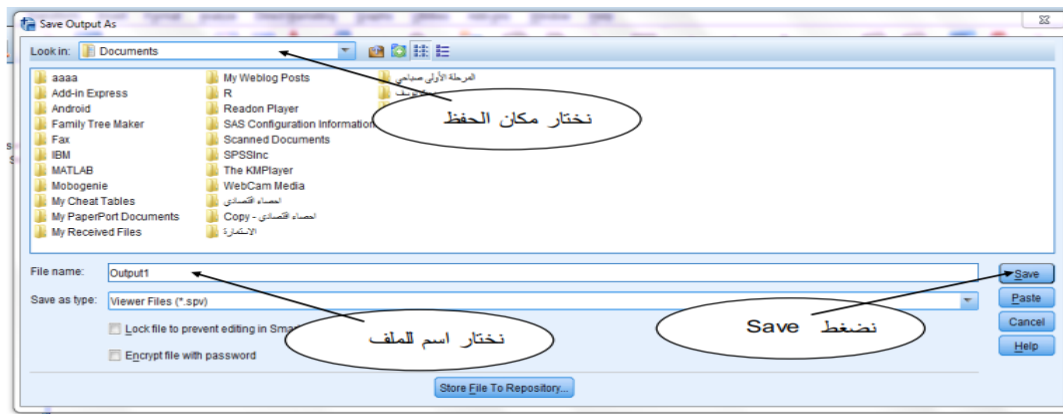 Save Output As
Look in: Documents
aaaa
Add-in Express
Android
Family Tree Maker
Fax
IBM
MATLAB
Mobogenie
My Cheat Tables
My PaperPort Documents
My Received Files
My Weblog Posts
R
Readon Player
SAS Configuration Information
Scanned Documents
SPSSInc
The KMPlayer
WebCam Media
احصاء اقتصادي
احصاء اقتصادي - Copy
الاستمارة
المرحلة الأولى صباحي
نختار مكان الحفظ
File name: Output1
Save as type: Viewer Files (*.spv)
Lock file to prevent editing in
Encrypt file with password
نختار اسم للملف
نضغط Save
Save
Paste
Cancel
Help
Store File To Repository...